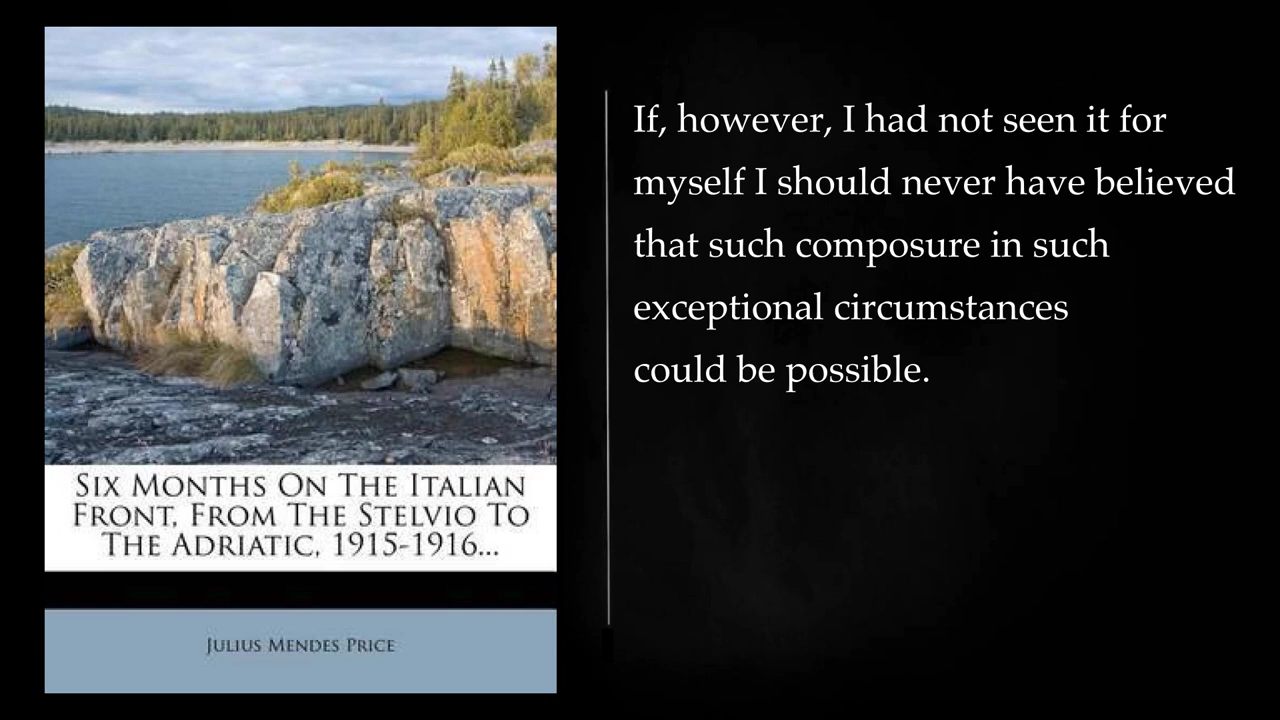 If, however, I had not seen it for
myself I should never have believed
that such composure in such
exceptional circumstances
could be possible.
Six Months On The Italian
Front, From The Stelvio To
The Adriatic, 1915-1916...
Julius Mendes Price